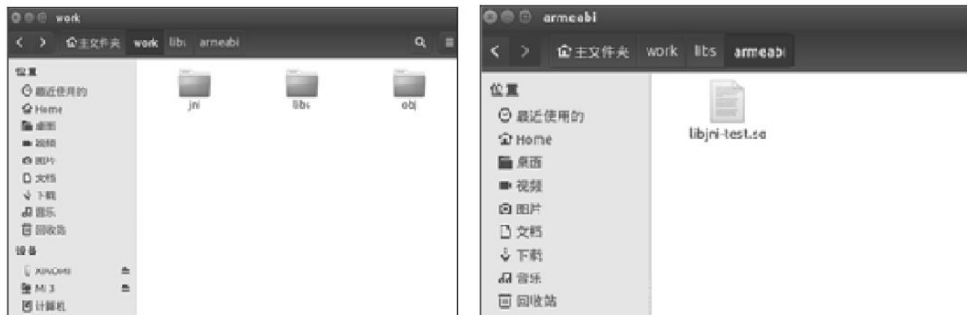 work
主文件夹 work libs armeabi
位置
最近使用的
Home
桌面
视频
图片
文档
下载
音乐
回收站
设备
XIAOMI
Mi 3
计算机
jni
libs
obj
armeabi
主文件夹 work libs armeabi
位置
最近使用的
Home
桌面
视频
图片
文档
下载
音乐
回收站
libjni-test.so